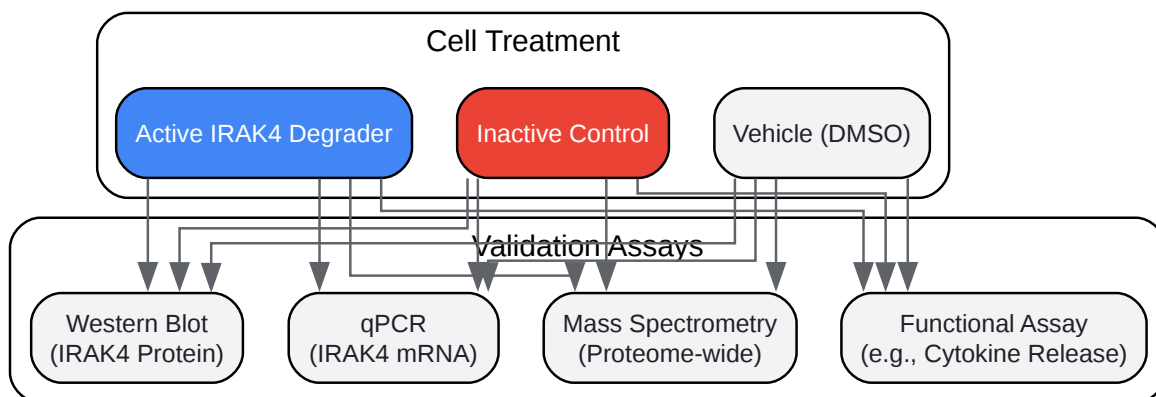 Cell Treatment
Active IRAK4 Degrader
Inactive Control
Vehicle (DMSO)
Validation Assays
Western Blot
(IRAK4 Protein)
qPCR
(IRAK4 mRNA)
Mass Spectrometry
(Proteome-wide)
Functional Assay
(e.g., Cytokine Release)